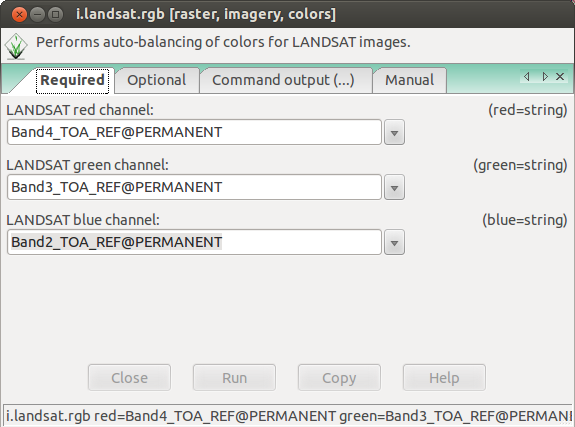 i.landsat.rgb [raster, imagery, colors]
Performs auto-balancing of colors for LANDSAT images.
Required Optional Command output (...) Manual
LANDSAT red channel: (red=string)
Band4_TOA_REF@PERMANENT
LANDSAT green channel: (green=string)
Band3_TOA_REF@PERMANENT
LANDSAT blue channel: (blue=string)
Band2_TOA_REF@PERMANENT
Close Run Copy Help
i.landsat.rgb red=Band4_TOA_REF@PERMANENT green=Band3_TOA_REF@PERMANI